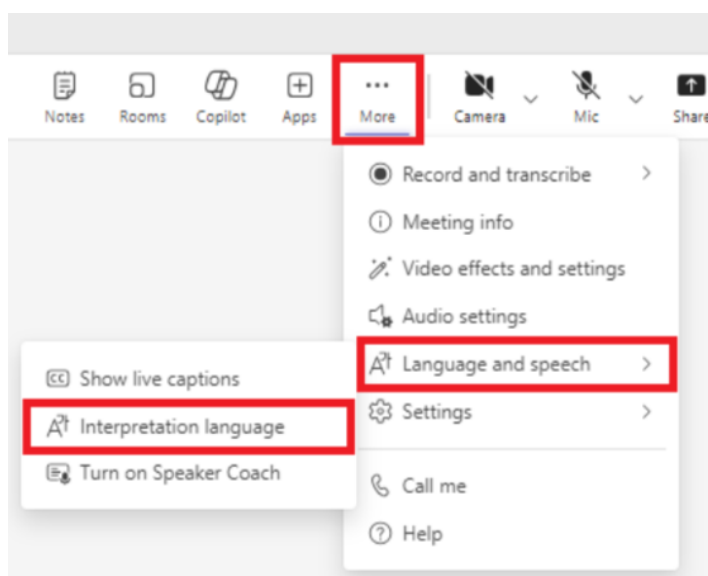 Notes Rooms Copilot Apps More Camera Mic Share
Record and transcribe
Meeting info
Video effects and settings
Audio settings
Language and speech
Settings
Call me
Help
CC Show live captions
Interpretation language
Turn on Speaker Coach